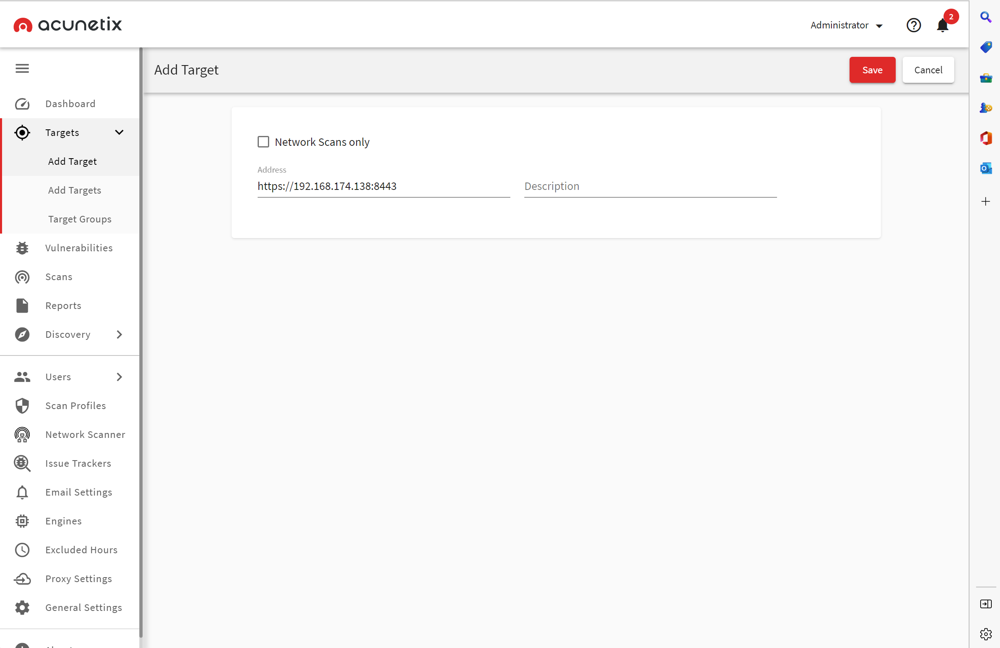 acunetix
Administrator
2
Add Target
Save
Cancel
Dashboard
Targets
Add Target
Add Targets
Target Groups
Vulnerabilities
Scans
Reports
Discovery
Users
Scan Profiles
Network Scanner
Issue Trackers
Email Settings
Engines
Excluded Hours
Proxy Settings
General Settings
Network Scans only
Address
https://192.168.174.138:8443
Description